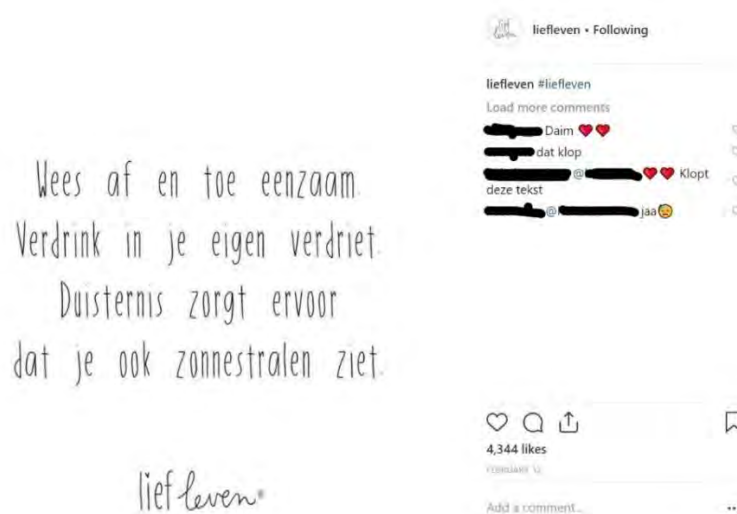 Wees af en toe eenzaam.
Verdrink in je eigen verdriet.
Duisternis zorgt ervoor
dat je ook zonnestralen ziet.
lief leven®
liefleven • Following
liefleven #liefleven
Load more comments
Daim ❤️❤️
dat klop
@ ❤️❤️ Klopt
deze tekst
@ jaa😥
4,344 likes
FEBRUARY 12
Add a comment...